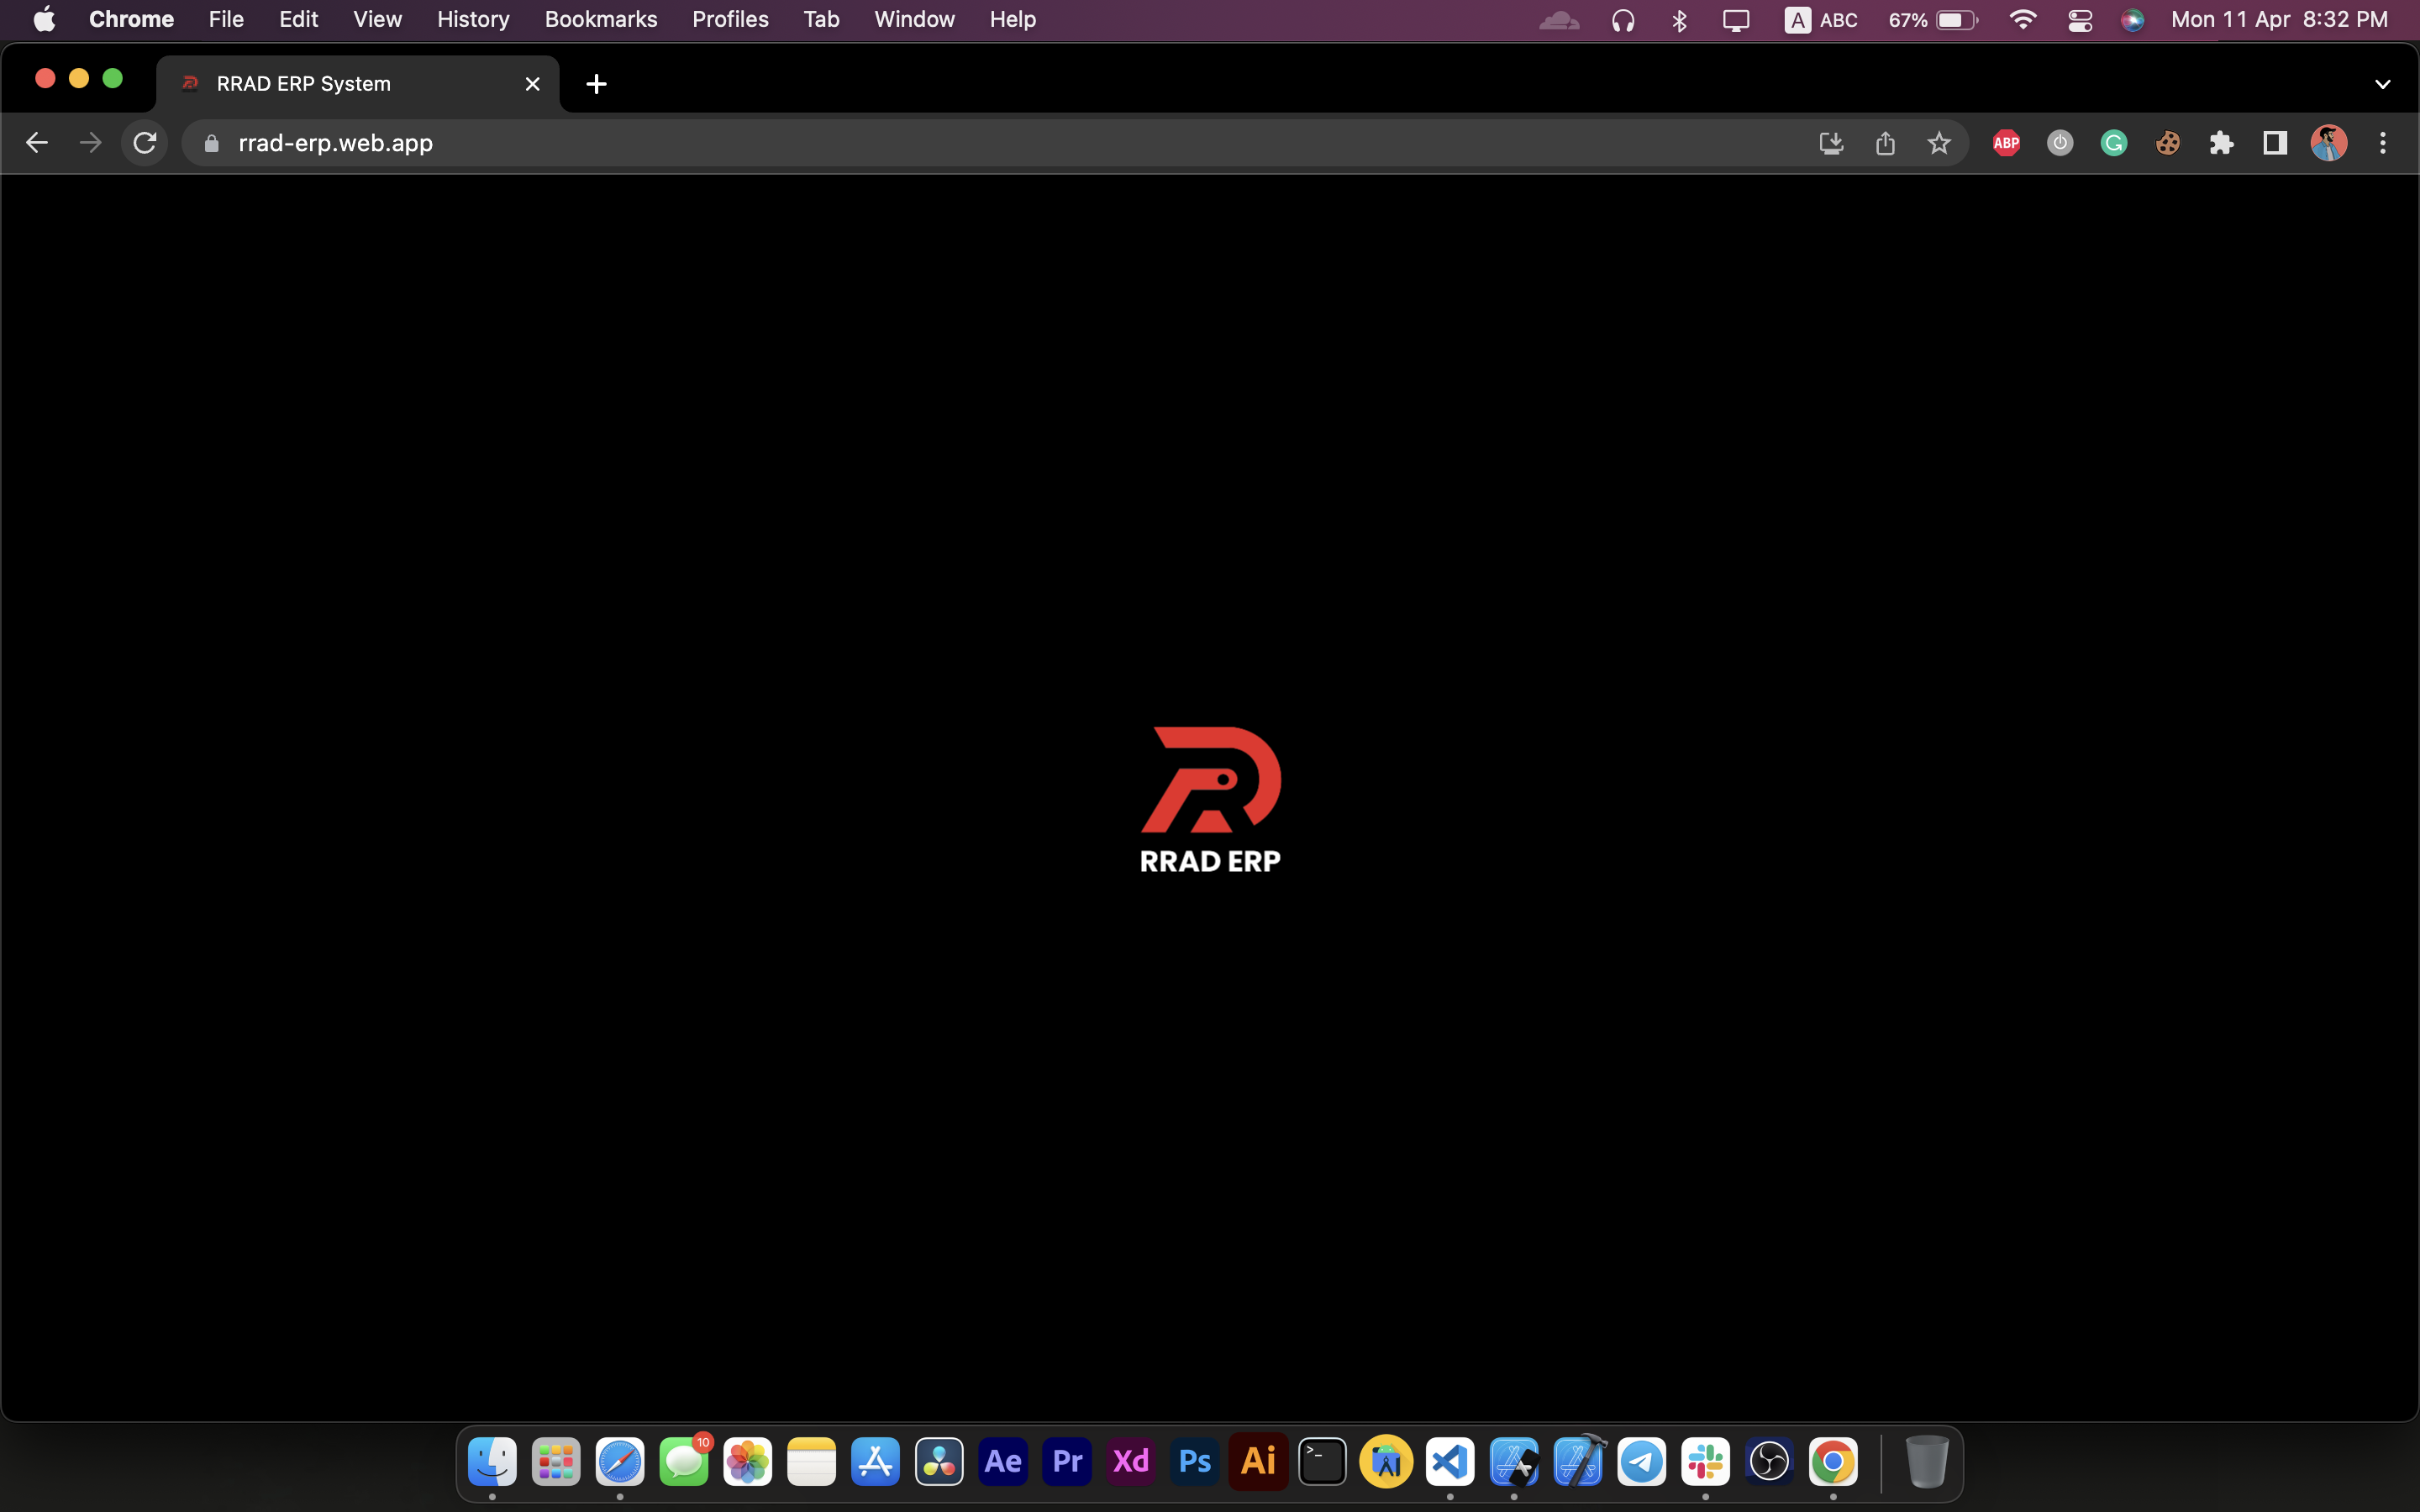 Chrome File Edit View History Bookmarks Profiles Tab Window Help A ABC 67% Mon 11 Apr 8:32 PM
RRAD ERP System
rrad-erp.web.app ABP
RRAD ERP
10
Ae Pr Xd Ps Ai >_